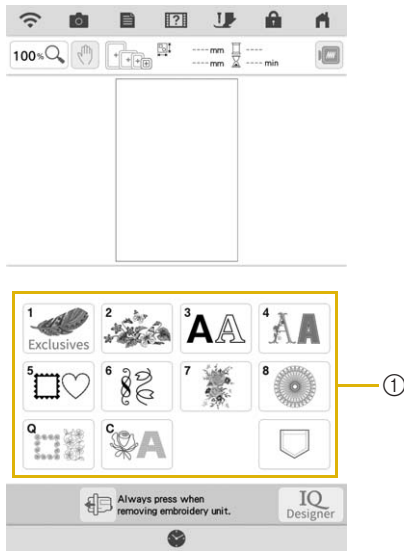 100%
---- mm ----
---- mm ---- min
1 2 3 4
AA AA
Exclusives
5 6 7 8
Q C
A
①
Always press when
removing embroidery unit.
IQ
Designer